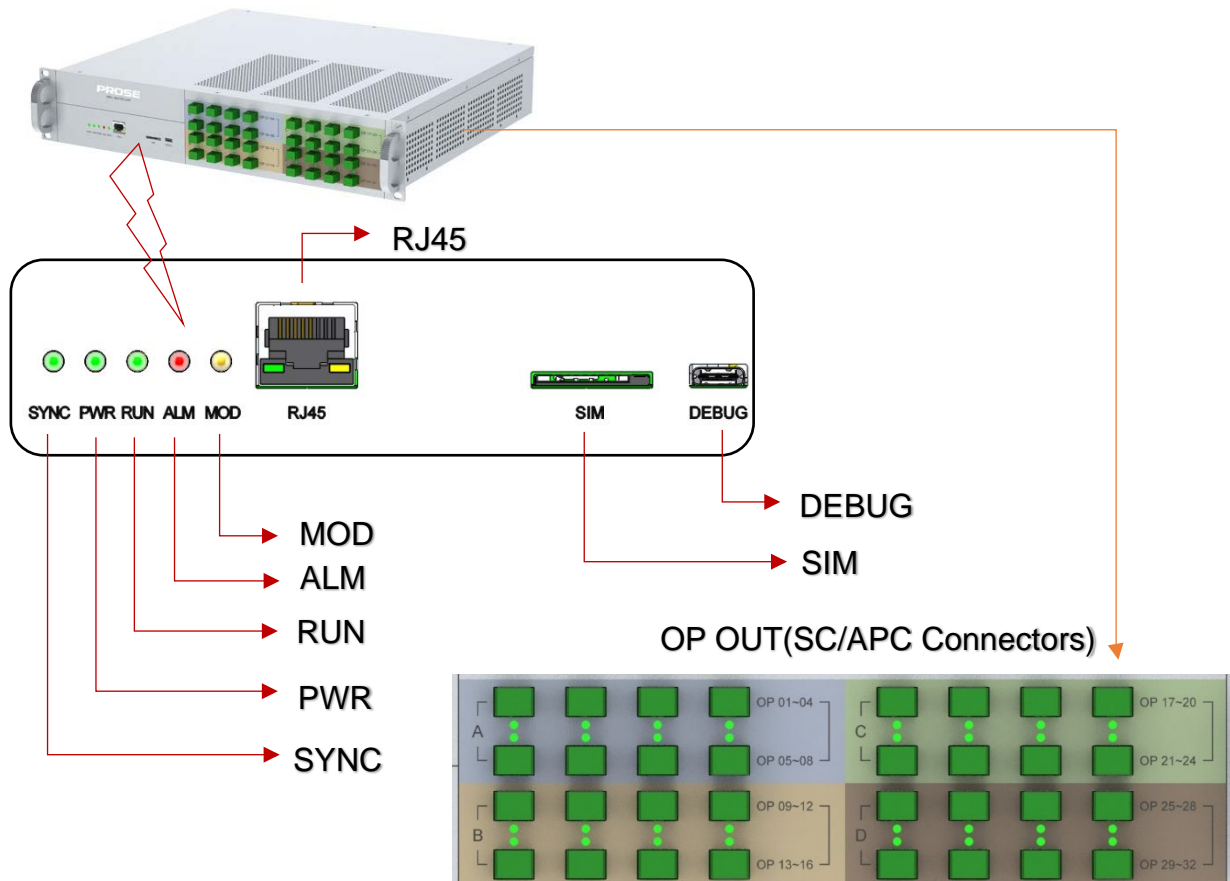 PROSE
RJ45
SYNC PWR RUN ALM MOD RJ45 SIM DEBUG
DEBUG
MOD
SIM
ALM
RUN
OP OUT(SC/APC Connectors)
PWR
SYNC
A
OP 01~04
OP 05~08
C
OP 17~20
OP 21~24
B
OP 09~12
OP 13~16
D
OP 25~28
OP 29~32